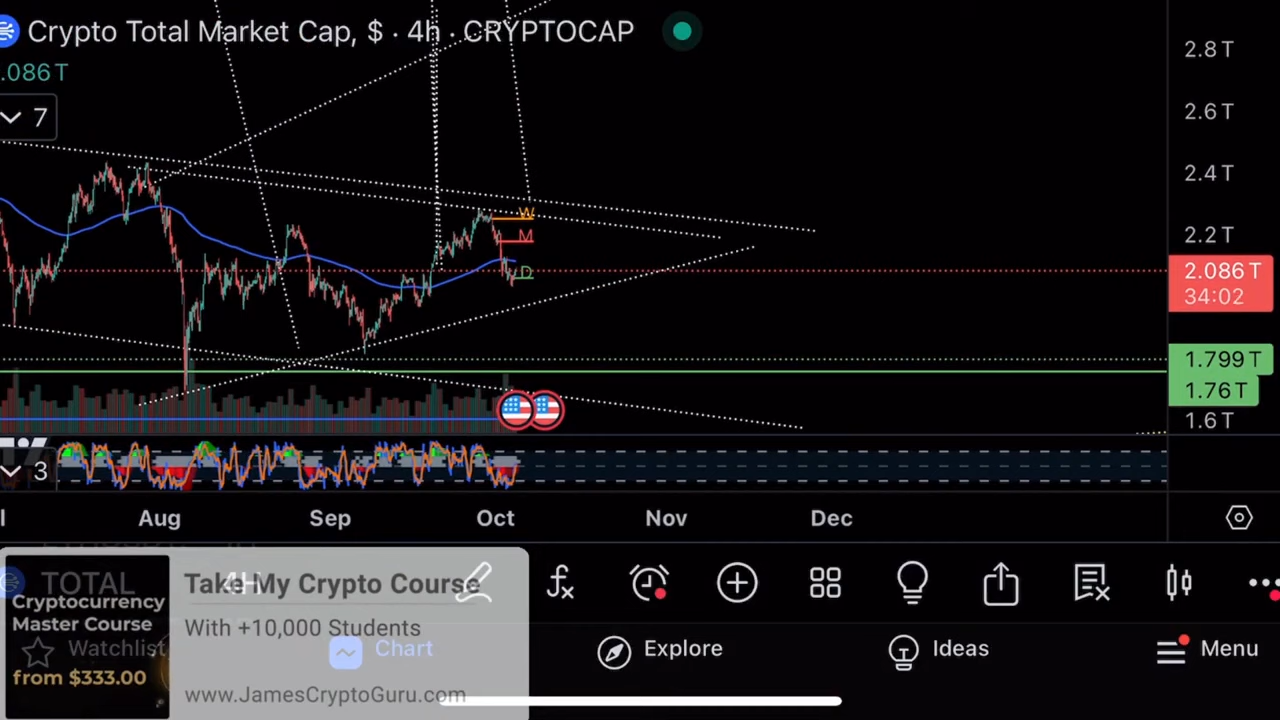 Crypto Total Market Cap, $ · 4h · CRYPTOCAP
.086 T
7
2.8 T
2.6 T
2.4 T
2.2 T
W
M
D
2.086 T
34:02
1.799 T
1.76 T
1.6 T
3
Aug Sep Oct Nov Dec
TOTAL 4H
Take My Crypto Course
Cryptocurrency
Master Course
With +10,000 Students
from $333.00
www.JamesCryptoGuru.com
Watchlist Chart Explore Ideas Menu